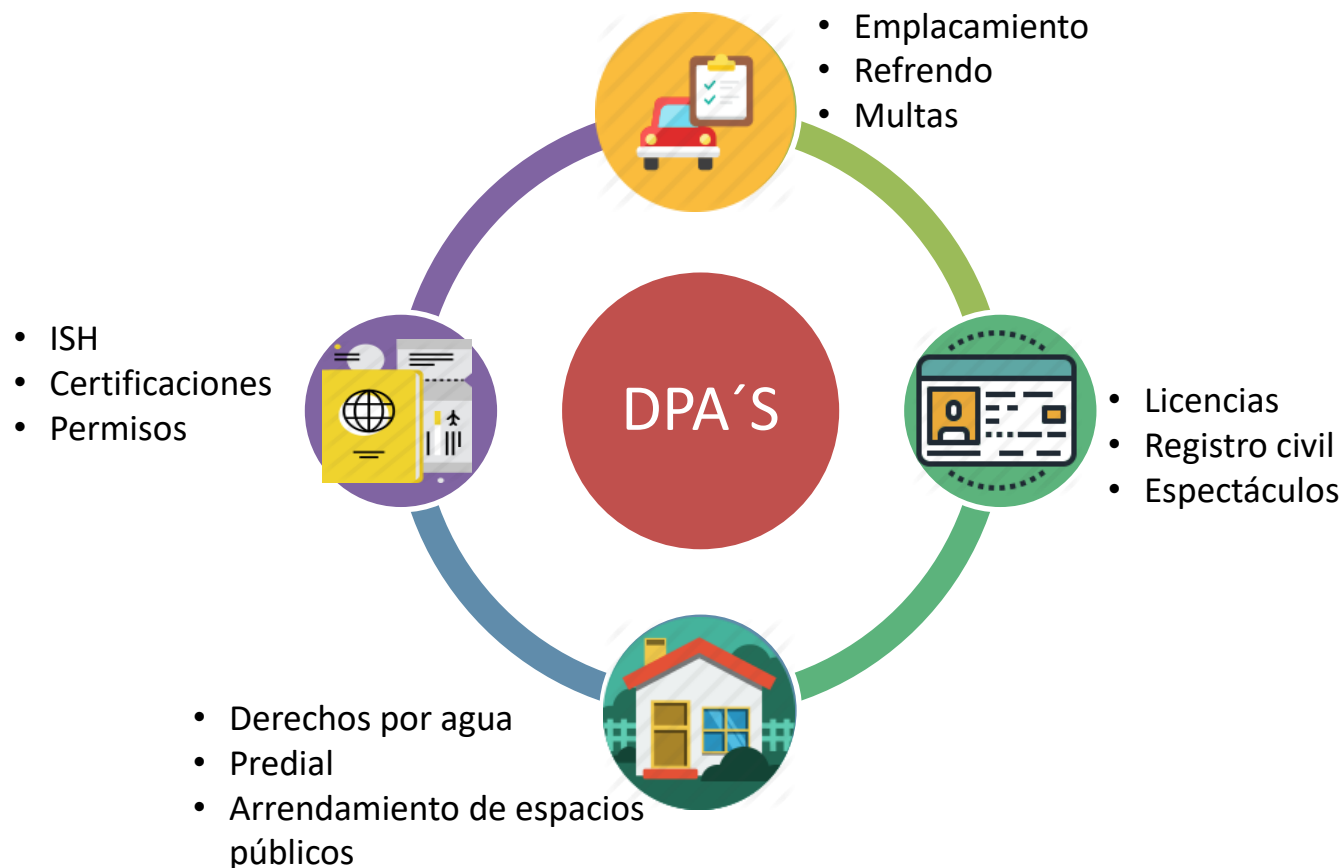 • Emplacamiento
• Refrendo
• Multas
• ISH
• Certificaciones
• Permisos
DPA´S
• Licencias
• Registro civil
• Espectáculos
• Derechos por agua
• Predial
• Arrendamiento de espacios
públicos